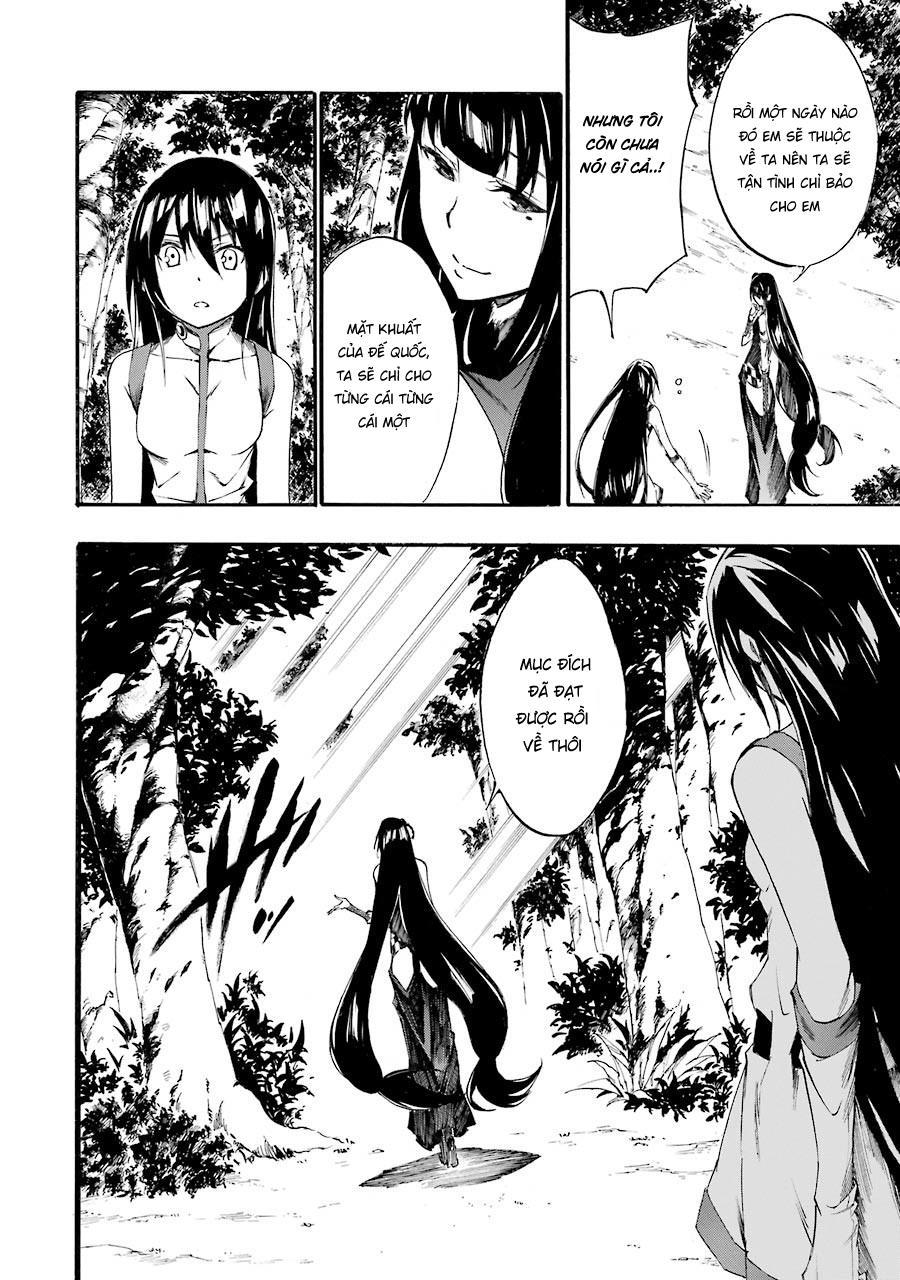 RỒI MỘT NGÀY NÀO
ĐÓ EM SẼ THUỘC
VỀ TA NÊN TA SẼ
TẬN TÌNH CHỈ BẢO
CHO EM
NHƯNG TÔI
CÒN CHƯA
NÓI GÌ CẢ..!
MẶT KHUẤT
CỦA ĐẾ QUỐC,
TA SẼ CHỈ CHO
TỪNG CÁI TỪNG
CÁI MỘT
MỤC ĐÍCH
ĐÃ ĐẠT
ĐƯỢC RỒI
VỀ THÔI